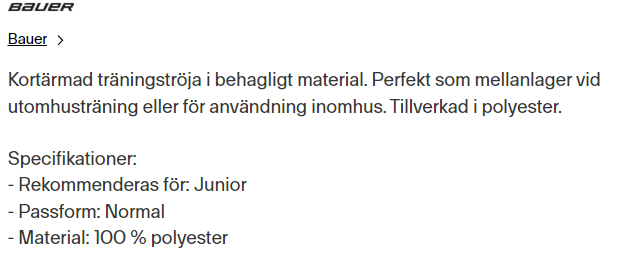 BAUER
Bauer
Kortärmad träningströja i behagligt material. Perfekt som mellanlager vid
utomhusträning eller för användning inomhus. Tillverkad i polyester.
Specifikationer:
- Rekommenderas för: Junior
- Passform: Normal
- Material: 100 % polyester